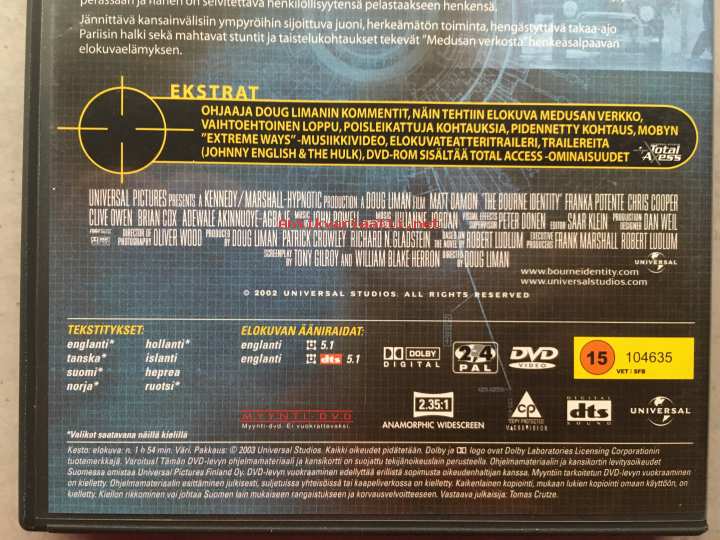 perässään ja hänen on selvitettävä henkilöllisyytensä pelastaakseen henkensä.
Jännittävä kansainvälisiin ympyröihin sijoittuva juoni, herkeämätön toiminta, hengästyttävä takaa-ajo
Pariisin halki sekä mahtavat stuntit ja taistelukohtaukset tekevät "Medusan verkosta" henkeäsalpaavan
elokuvaelämyksen.
EKSTRAT
OHJAAJA DOUG LIMANIN KOMMENTIT, NÄIN TEHTIIN ELOKUVA MEDUSAN VERKKO,
VAIHTOEHTOINEN LOPPU, POISLEIKATTUJA KOHTAUKSIA, PIDENNETTY KOHTAUS, MOBYN
"EXTREME WAYS" -MUSIIKKIVIDEO, ELOKUVATEATTERITRAILERI, TRAILEREITA
(JOHNNY ENGLISH & THE HULK), DVD-ROM SISÄLTÄÄ TOTAL ACCESS -OMINAISUUDET
Total Axess
UNIVERSAL PICTURES PRESENTS A KENNEDY/MARSHALL-HYPNOTIC PRODUCTION A DOUG LIMAN FILM MATT DAMON "THE BOURNE IDENTITY" FRANKA POTENTE CHRIS COOPER
CLIVE OWEN BRIAN COX ADEWALE AKINNUOYE-AGBAJE MUSIC VISUAL EFFECTS SUPERVISOR PETER DONEN EDITOR SAAR KLEIN PRODUCTION DESIGNER DAN WEIL
DIRECTOR OF PHOTOGRAPHY OLIVER WOOD PRODUCED BY DOUG LIMAN PATRICK CROWLEY RICHARD N. GLADSTEIN BASED ON THE NOVEL BY ROBERT LUDLUM EXECUTIVE PRODUCERS FRANK MARSHALL ROBERT LUDLUM
SCREENPLAY BY TONY GILROY AND WILLIAM BLAKE HERRON DIRECTED BY DOUG LIMAN
UNIVERSAL
www.bourneidentity.com
www.universalstudios.com
© 2002 UNIVERSAL STUDIOS. ALL RIGHTS RESERVED
TEKSTITYKSET:
englanti* hollanti*
tanska* islanti
suomi* heprea
norja* ruotsi*
*Valikot saatavana näillä kielillä
ELOKUVAN ÄÄNIRAIDAT:
englanti 5.1
englanti dts 5.1
MYYNTI-DVD
Myynti-dvd. Ei vuokrattavaksi.
DOLBY DIGITAL
2,4 PAL
DVD VIDEO
15 104635
VET / SFB
2.35:1
ANAMORPHIC WIDESCREEN
CP
COPY PROTECTED
MACROVISION
DIGITAL dts SOUND
UNIVERSAL
Kesto: elokuva: n. 1 h 54 min. Väri. Pakkaus: © 2003 Universal Studios. Kaikki oikeudet pidätetään. Dolby ja logo ovat Dolby Laboratories Licensing Corporationin
tuotemerkkejä. Varoitus! Tämän DVD-levyn ohjelmamateriaali ja kansikortin on suojattu tekijänoikeuslain perusteella. Ohjelmamateriaalin ja kansikortin levitysoikeudet
Suomessa omistaa Universal Pictures Finland Oy. DVD-levyn vuokraaminen edellyttää erillistä sopimusta oikeudenhaltijan kanssa. Myyntiin tarkoitetun DVD-levyn vuokraaminen
on kielletty. Ohjelmamateriaalin esittäminen julkisesti, suljetuissa yhteisöissä tai kaapeliverkossa on kielletty. Kaikenlainen kopiointi, mukaan lukien kopiointi omaan käyttöön, on
kielletty. Kiellon rikkominen voi johtaa Suomen lain mukaiseen rangaistukseen ja korvausvelvoitteeseen. Vastaava julkaisija: Tomas Crutze.